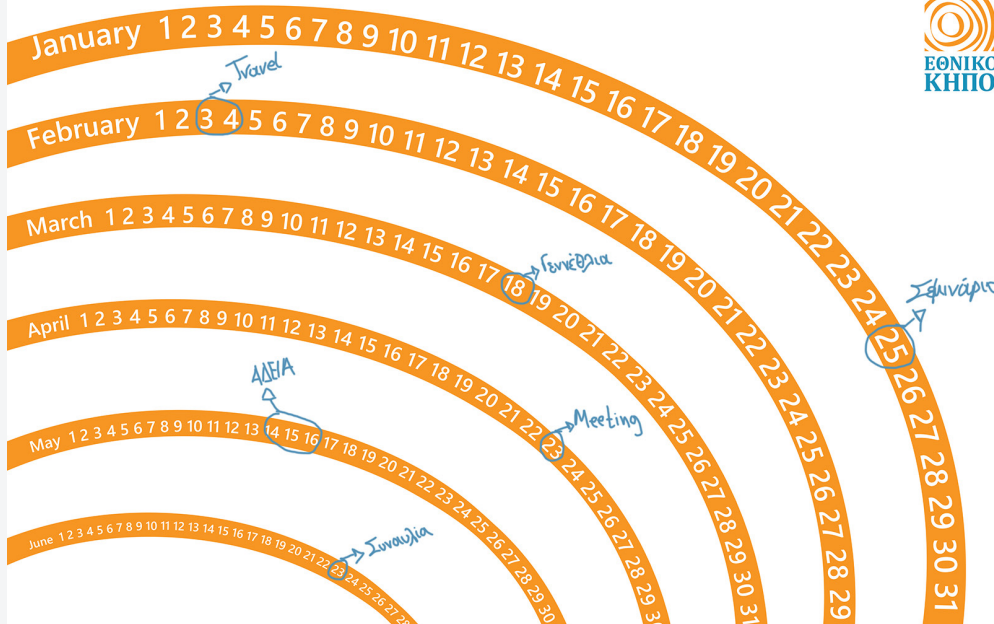 January 1 2 3 4 5 6 7 8 9 10 11 12 13 14 15 16 17 18 19 20 21 22 23 24 25 26 27 28 29 30 31
Σεμινάριο
ΕΘΝΙΚΟ
ΚΗΠΟ
Travel
February 1 2 3 4 5 6 7 8 9 10 11 12 13 14 15 16 17 18 19 20 21 22 23 24 25 26 27 28 29
March 1 2 3 4 5 6 7 8 9 10 11 12 13 14 15 16 17 18 19 20 21 22 23 24 25 26 27 28 29 30 31
Γεννέθλια
April 1 2 3 4 5 6 7 8 9 10 11 12 13 14 15 16 17 18 19 20 21 22 23 24 25 26 27 28 29 30
Meeting
ΑΔΕΙΑ
May 1 2 3 4 5 6 7 8 9 10 11 12 13 14 15 16 17 18 19 20 21 22 23 24 25 26 27 28 29 30
June 1 2 3 4 5 6 7 8 9 10 11 12 13 14 15 16 17 18 19 20 21 22 23 24 25 26 27 28
Συναυλία